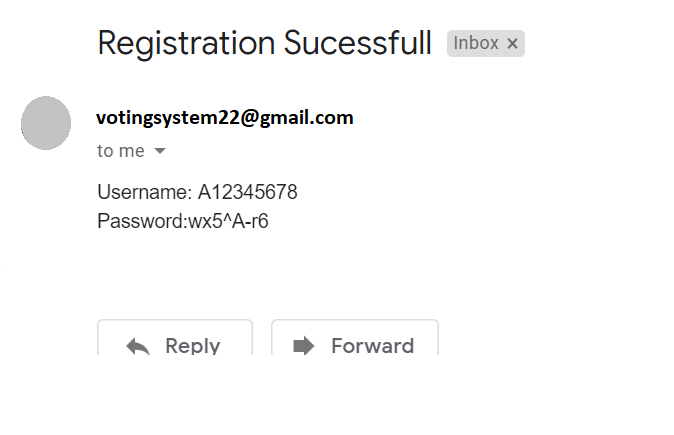 Registration Sucessfull Inbox ×
votingsystem22@gmail.com
to me
Username: A12345678
Password:wx5^A-r6
Reply Forward